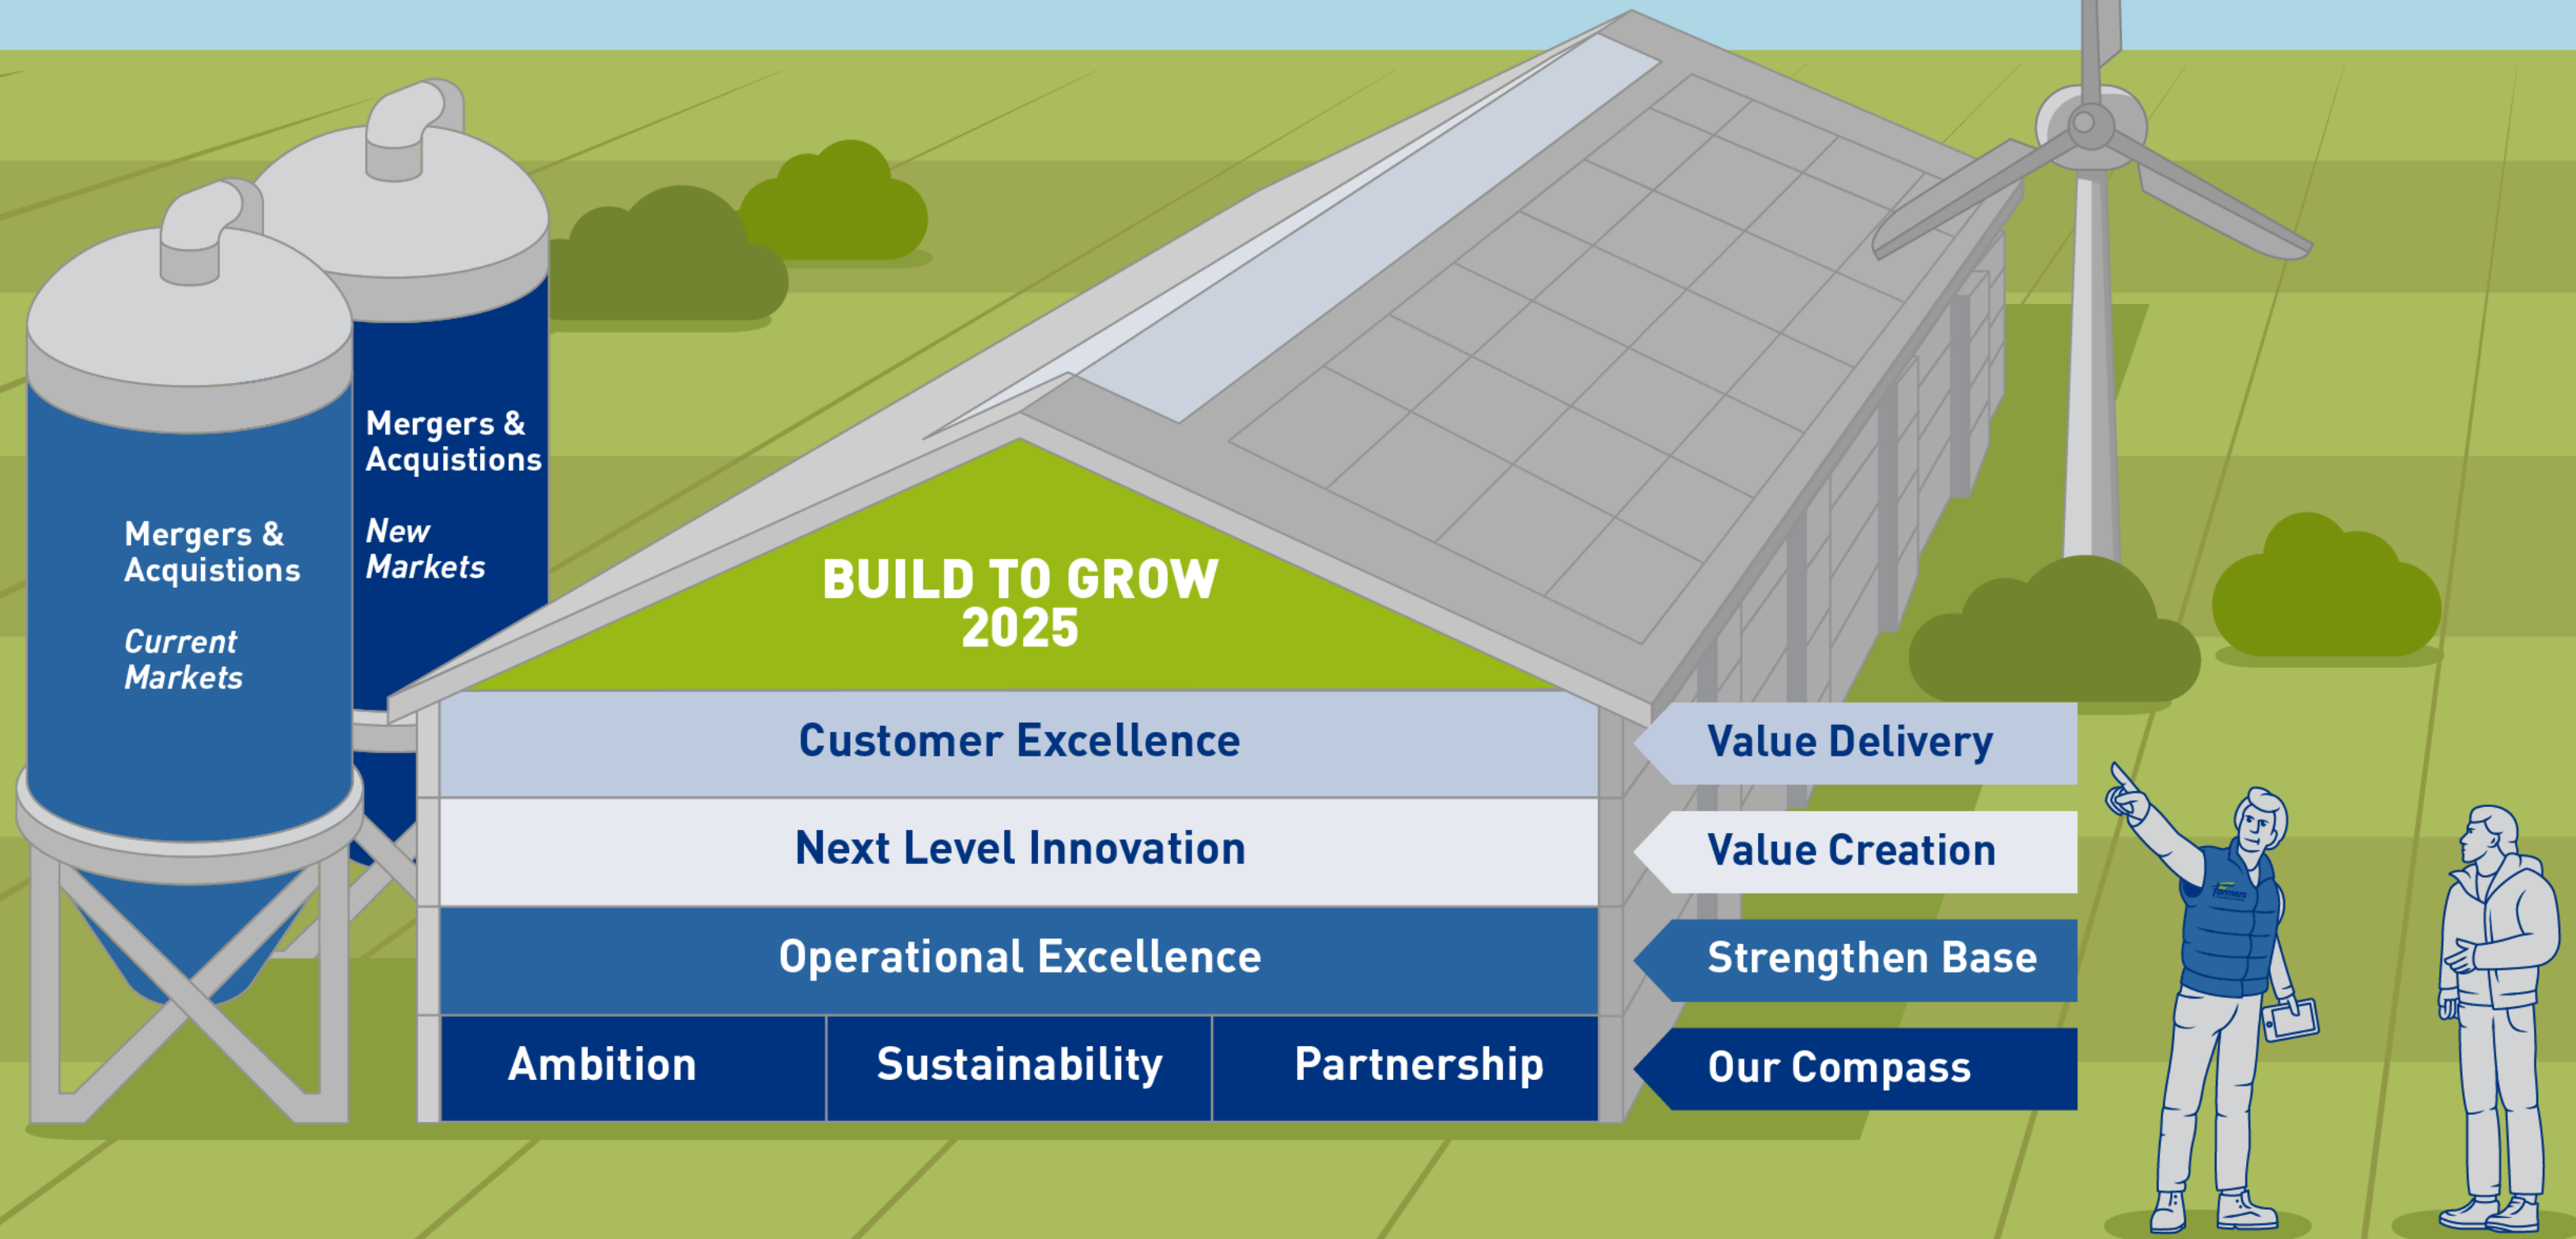 Mergers &
Acquistions
New
Markets
Mergers &
Acquistions
Current
Markets
BUILD TO GROW
2025
Customer Excellence
Value Delivery
Next Level Innovation
Value Creation
Operational Excellence
Strengthen Base
Ambition
Sustainability
Partnership
Our Compass
farmers